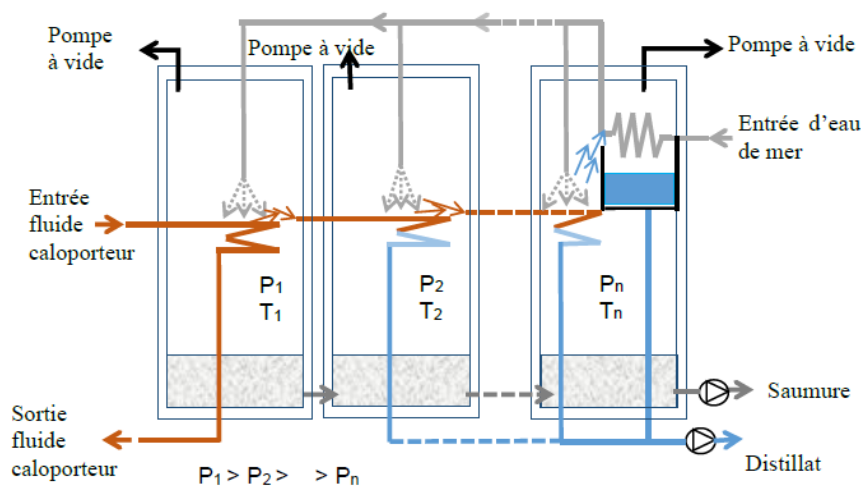 Pompe
à vide
Pompe à vide
Pompe à vide
Entrée d'eau
de mer
Entrée
fluide
caloporteur
P1
T1
P2
T2
Pn
Tn
Saumure
Sortie
fluide
caloporteur
Distillat
P1 > P2 > > Pn